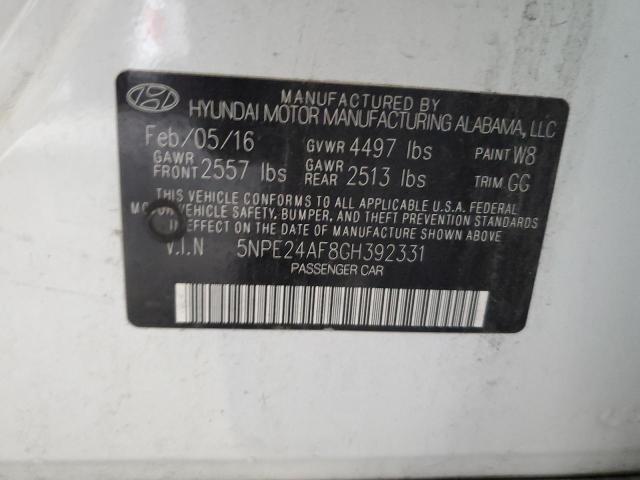 MANUFACTURED BY
HYUNDAI MOTOR MANUFACTURING ALABAMA, LLC
Feb/05/16 GVWR 4497 lbs PAINT W8
GAWR FRONT 2557 lbs GAWR REAR 2513 lbs TRIM GG
THIS VEHICLE CONFORMS TO ALL APPLICABLE U.S.A. FEDERAL
MOTOR VEHICLE SAFETY, BUMPER, AND THEFT PREVENTION
STANDARDS IN EFFECT ON THE DATE OF MANUFACTURE SHOWN ABOVE.
V.I.N 5NPE24AF8GH392331
PASSENGER CAR